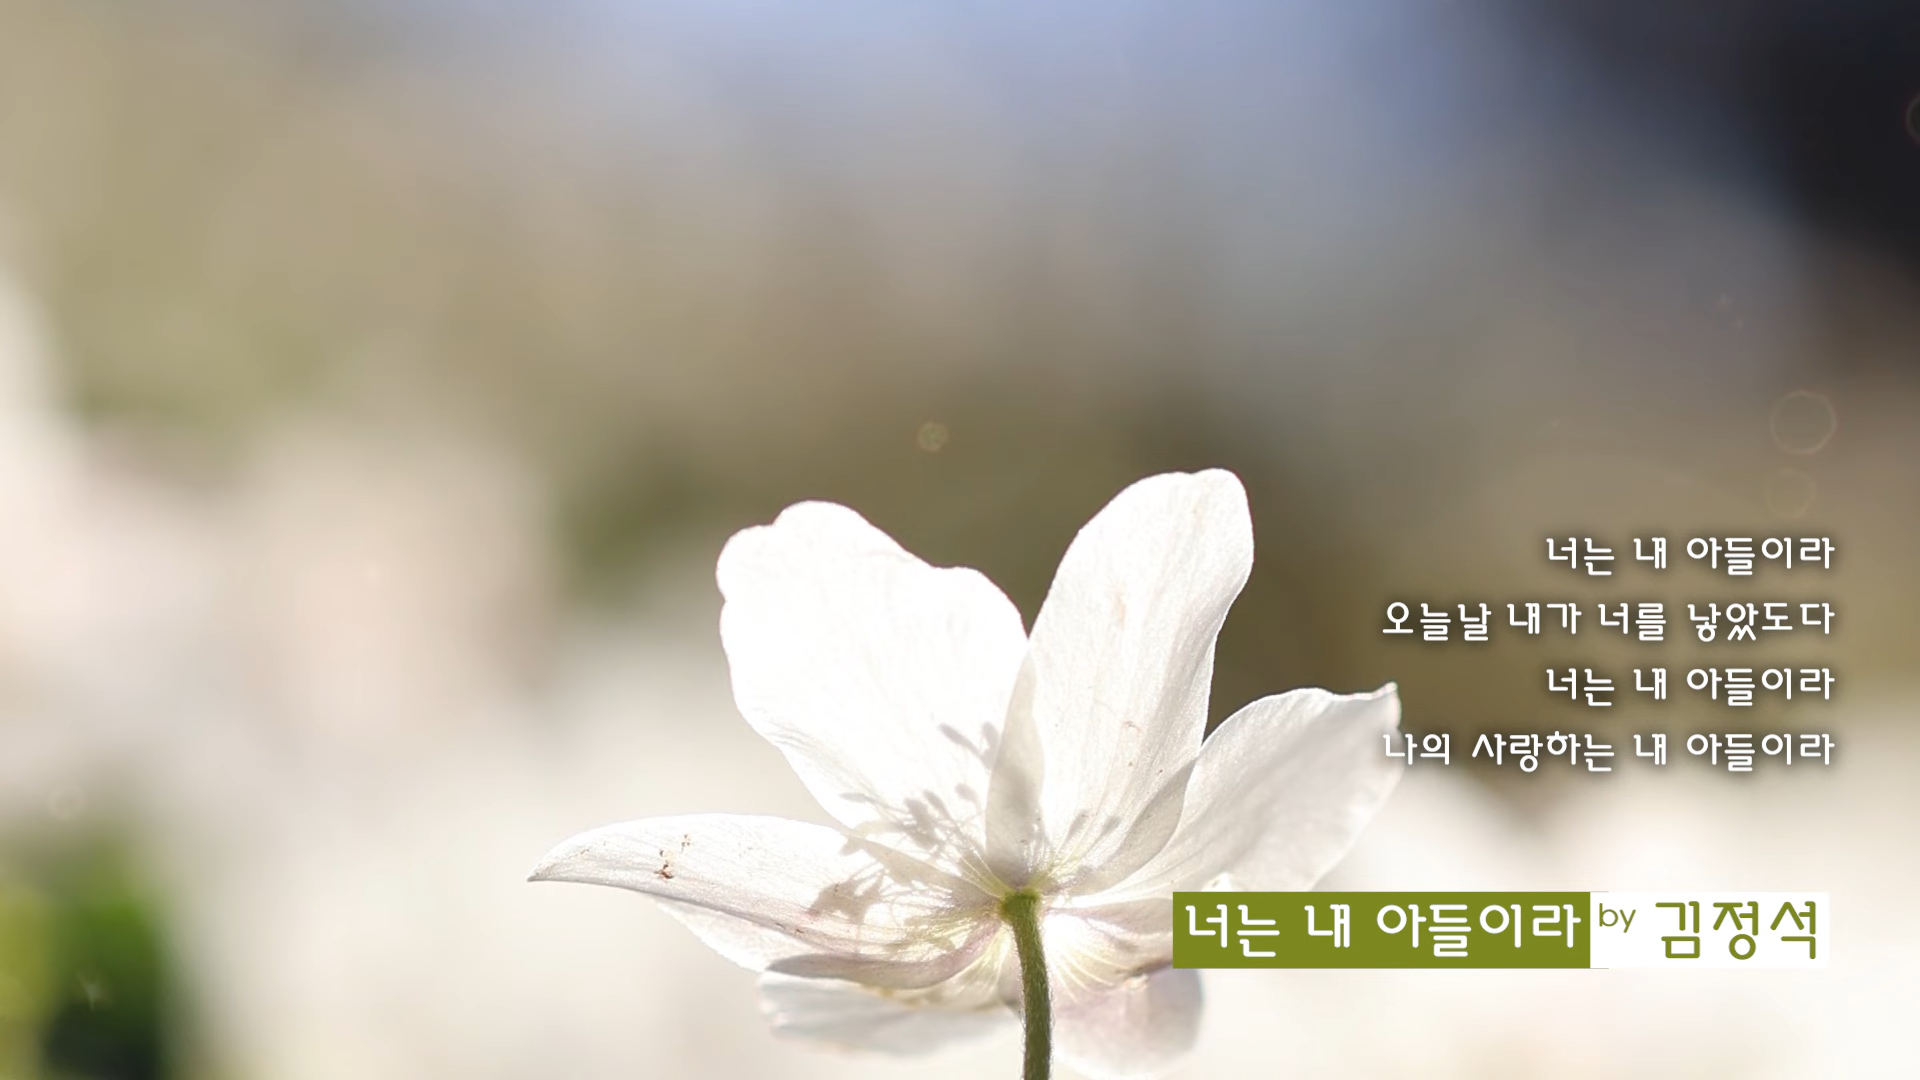 너는 내 아들이라
오늘날 내가 너를 낳았도다
너는 내 아들이라
나의 사랑하는 내 아들이라
너는 내 아들이라 by 김정석